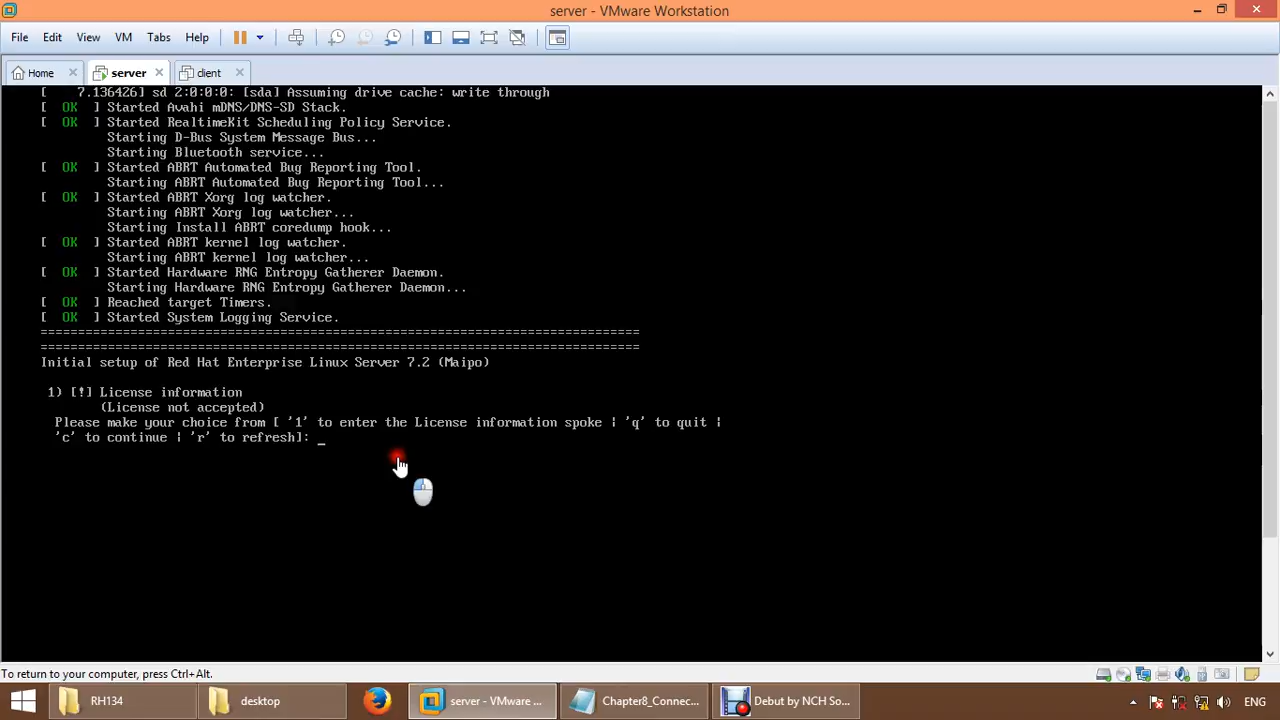 server - VMware Workstation
File Edit View VM Tabs Help
Home server client
[    7.136426] sd 2:0:0:0: [sda] Assuming drive cache: write through
[  OK  ] Started Avahi mDNS/DNS-SD Stack.
[  OK  ] Started RealtimeKit Scheduling Policy Service.
Starting D-Bus System Message Bus...
Starting Bluetooth service...
[  OK  ] Started ABRT Automated Bug Reporting Tool.
Starting ABRT Automated Bug Reporting Tool...
[  OK  ] Started ABRT Xorg log watcher.
Starting ABRT Xorg log watcher...
Starting Install ABRT coredump hook...
[  OK  ] Started ABRT kernel log watcher.
Starting ABRT kernel log watcher...
[  OK  ] Started Hardware RNG Entropy Gatherer Daemon.
Starting Hardware RNG Entropy Gatherer Daemon...
[  OK  ] Reached target Timers.
[  OK  ] Started System Logging Service.
================================================================================
================================================================================
Initial setup of Red Hat Enterprise Linux Server 7.2 (Maipo)
1) [!] License information
(License not accepted)
Please make your choice from [ '1' to enter the License information spoke | 'q' to quit |
'c' to continue | 'r' to refresh]: _
To return to your computer, press Ctrl+Alt.
RH134 desktop server - VMware ... Chapter8_Connec... Debut by NCH So... ENG